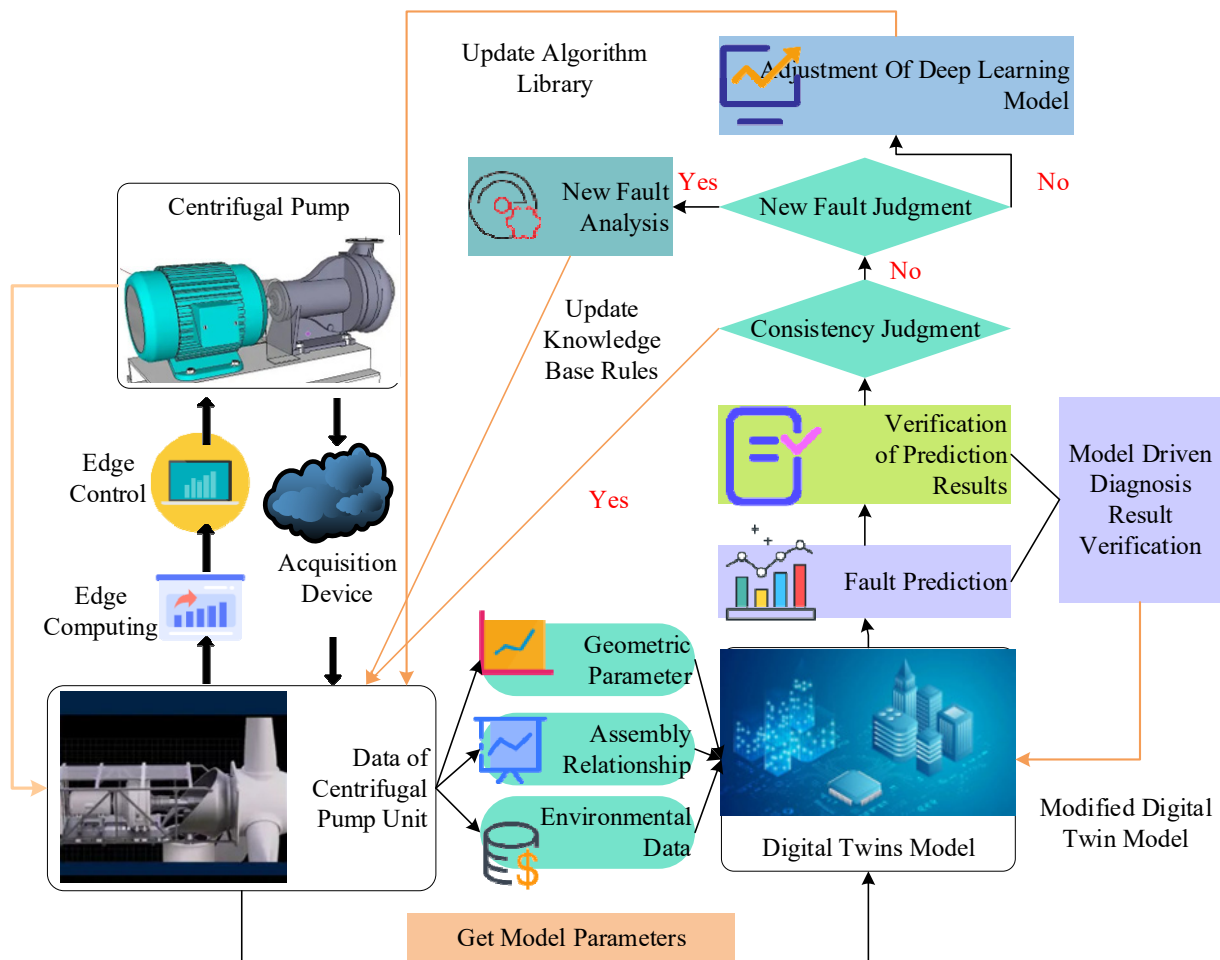 Update Algorithm
Library
Adjustment Of Deep Learning
Model
New Fault
Analysis
Yes
New Fault Judgment
No
No
Centrifugal Pump
Update
Knowledge
Base Rules
Consistency Judgment
Verification
of Prediction
Results
Model Driven
Diagnosis
Result
Verification
Edge
Control
Yes
Acquisition
Device
Fault Prediction
Edge
Computing
Geometric
Parameter
Assembly
Relationship
Environmental
Data
Data of
Centrifugal
Pump Unit
Digital Twins Model
Modified Digital
Twin Model
Get Model Parameters